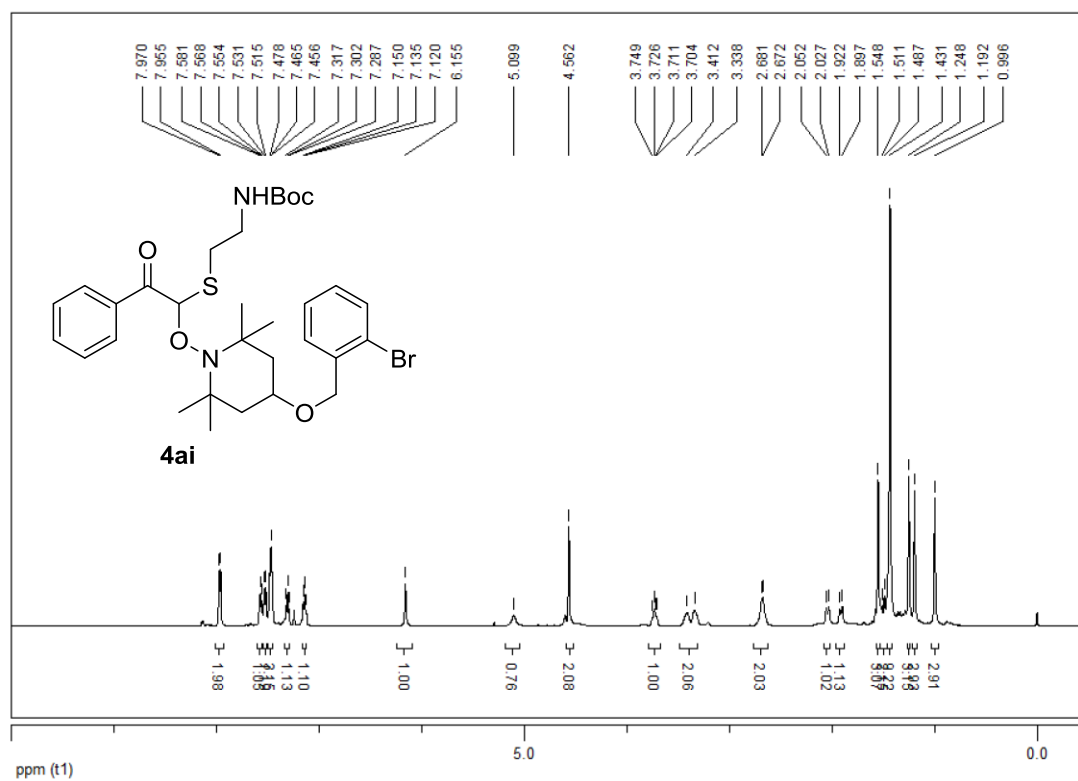 7.970 7.955 7.581 7.568 7.554 7.531 7.515 7.478 7.465 7.456 7.317 7.302 7.287 7.150 7.135 7.120 6.155 5.099 4.562 3.749 3.726 3.711 3.704 3.412 3.338 2.681 2.672 2.052 2.027 1.922 1.897 1.548 1.511 1.487 1.431 1.248 1.192 0.996
NHBoc
O
S
O
N
Br
O
4ai
1.98 1.13 1.10 1.00 0.76 2.08 1.00 2.06 2.03 1.02 1.13 2.93 2.91
5.0 0.0
ppm (t1)